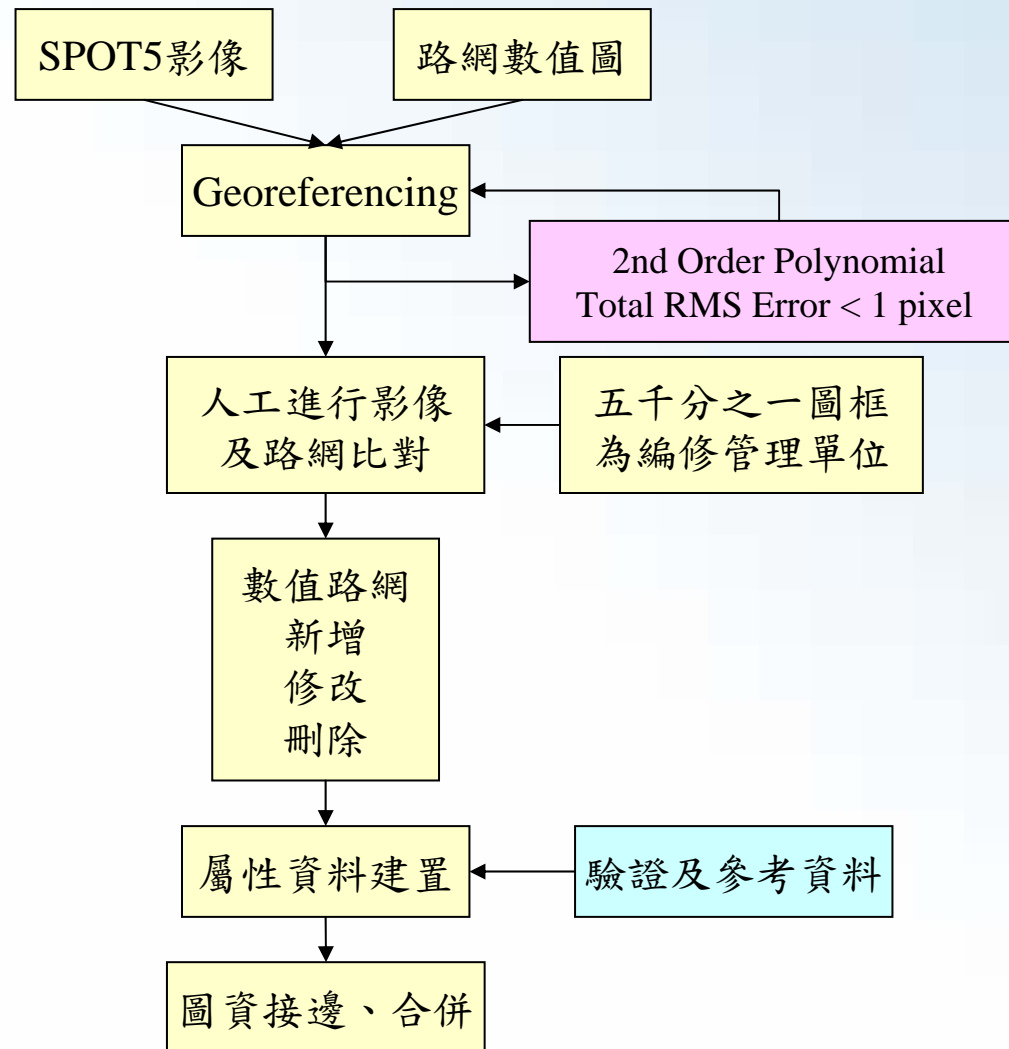 SPOT5影像
路網數值圖
Georeferencing
2nd Order Polynomial
Total RMS Error < 1 pixel
人工進行影像
及路網比對
五千分之一圖框
為編修管理單位
數值路網
新增
修改
刪除
屬性資料建置
驗證及參考資料
圖資接邊、合併